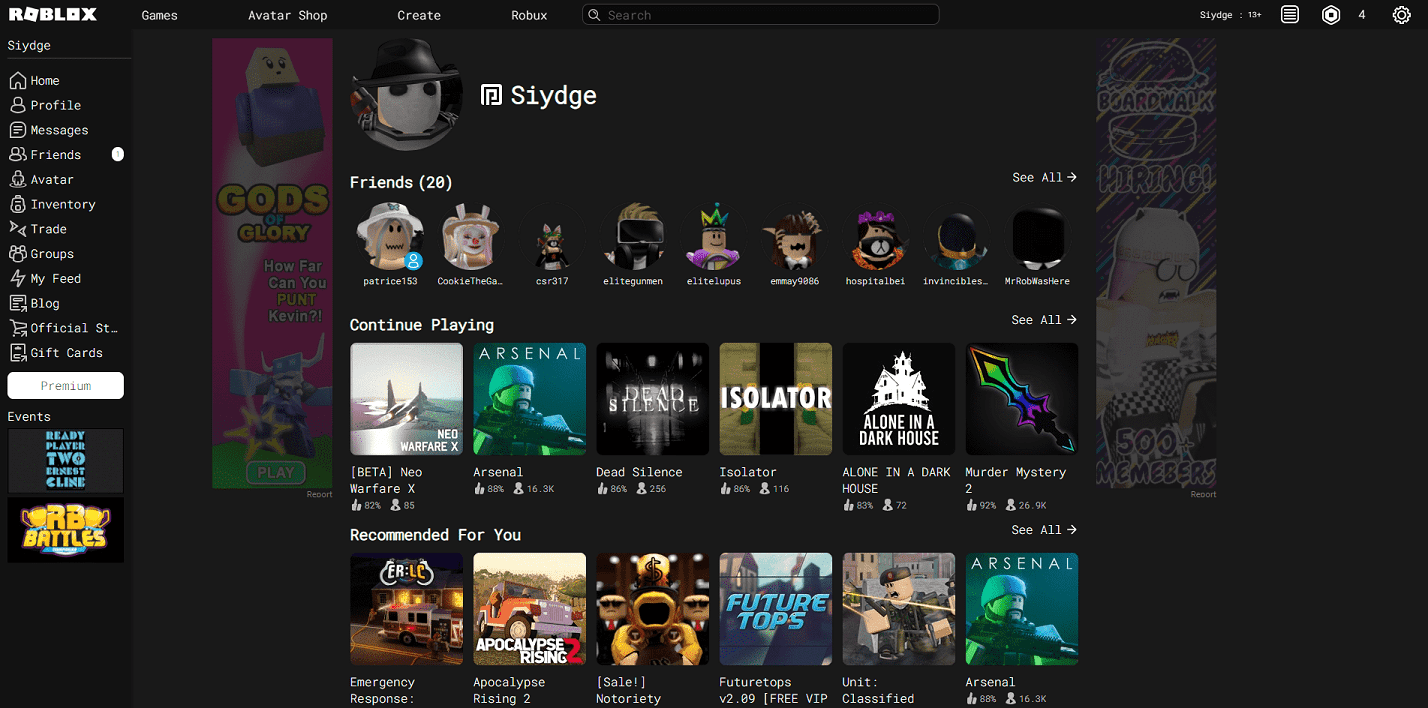 ROBLOX
Games
Avatar Shop
Create
Robux
Search
Siydge : 13+
4
Siydge
Home
Profile
Messages
Friends
1
Avatar
Inventory
Trade
Groups
My Feed
Blog
Official St…
Gift Cards
Premium
Events
READY
PLAYER
TWO
ERNEST
CLINE
RB
BATTLES
GODS
OF
GLORY
How Far
Can You
PUNT
Kevin?!
PLAY
Report
Siydge
Friends (20)
See All
patrice153
CookieTheGa…
csr317
elitegunmen
elitelupus
emmay9086
hospitalbei
invincibles…
MrRobWasHere
Continue Playing
See All
NEO
WARFARE X
ARSENAL
DEAD
SILENCE
ISOLATOR
ALONE IN A
DARK HOUSE
[BETA] Neo
Warfare X
82% 85
Arsenal
88% 16.3K
Dead Silence
86% 256
Isolator
86% 116
ALONE IN A DARK
HOUSE
83% 72
Murder Mystery
2
92% 26.9K
Recommended For You
See All
ER:LC
APOCALYPSE
RISING 2
FUTURE
TOPS
ARSENAL
Emergency
Response:
Apocalypse
Rising 2
[Sale!]
Notoriety
Futuretops
v2.09 [FREE VIP
Unit:
Classified
Arsenal
88% 16.3K
BOARDWALK
HIRING!
500+
MEMEBERS
Report